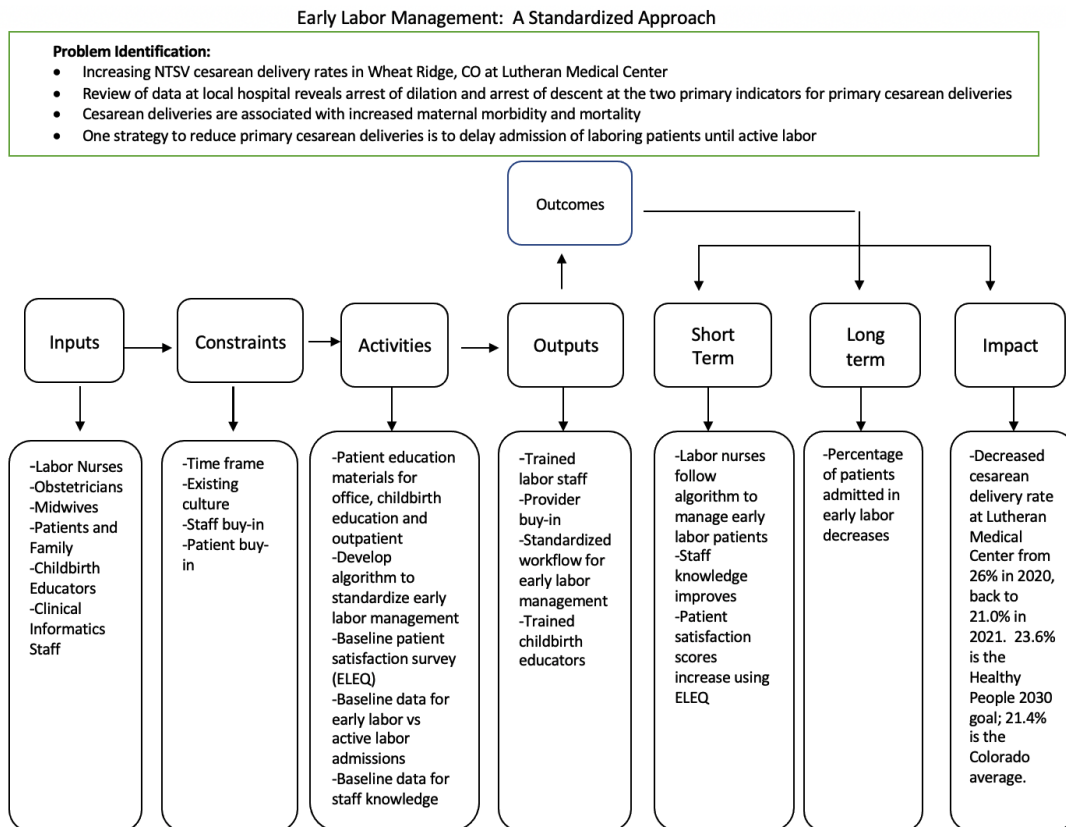 Early Labor Management:  A Standardized Approach
Problem Identification:
• Increasing NTSV cesarean delivery rates in Wheat Ridge, CO at Lutheran Medical Center
• Review of data at local hospital reveals arrest of dilation and arrest of descent at the two primary indicators for primary cesarean deliveries
• Cesarean deliveries are associated with increased maternal morbidity and mortality
• One strategy to reduce primary cesarean deliveries is to delay admission of laboring patients until active labor
Outcomes
Inputs
Constraints
Activities
Outputs
Short
Term
Long
term
Impact
-Labor Nurses
-Obstetricians
-Midwives
-Patients and
Family
-Childbirth
Educators
-Clinical
Informatics
Staff
-Time frame
-Existing
culture
-Staff buy-in
-Patient buy-
in
-Patient education
materials for
office, childbirth
education and
outpatient
-Develop
algorithm to
standardize early
labor management
-Baseline patient
satisfaction survey
(ELEQ)
-Baseline data for
early labor vs
active labor
admissions
-Baseline data for
staff knowledge
-Trained
labor staff
-Provider
buy-in
-Standardized
workflow for
early labor
management
-Trained
childbirth
educators
-Labor nurses
follow
algorithm to
manage early
labor patients
-Staff
knowledge
improves
-Patient
satisfaction
scores
increase using
ELEQ
-Percentage
of patients
admitted in
early labor
decreases
-Decreased
cesarean
delivery rate
at Lutheran
Medical
Center from
26% in 2020,
back to
21.0% in
2021.  23.6%
is the
Healthy
People 2030
goal; 21.4%
is the
Colorado
average.